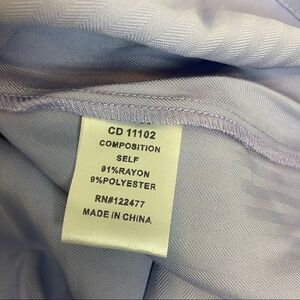 CD 11102
COMPOSITION
SELF
91%RAYON
9%POLYESTER
RN#122477
MADE IN CHINA